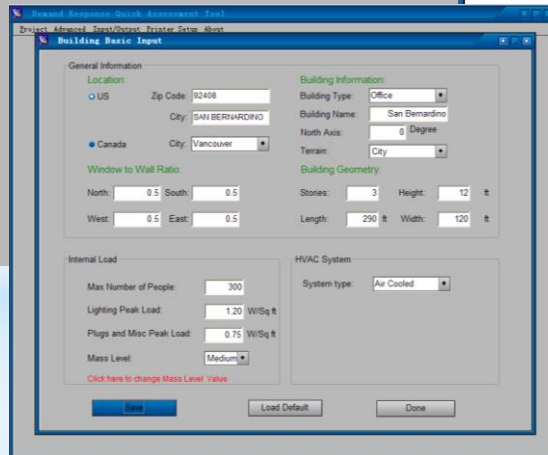 Demand Response Quick Assessment Tool
Project Advanced Input/Output Printer Setup About
Building Basic Input
General Information
Location:
US Zip Code: 92408
City: SAN BERNARDINO
Canada City: Vancouver
Building Information:
Building Type: Office
Building Name: San Bernardino
North Axis: 0 Degree
Terrain: City
Window to Wall Ratio:
North: 0.5 South: 0.5
West: 0.5 East: 0.5
Building Geometry:
Stories: 3 Height: 12 ft
Length: 290 ft Width: 120 ft
Internal Load
Max Number of People: 300
Lighting Peak Load: 1.20 W/Sq ft
Plugs and Misc Peak Load: 0.75 W/Sq ft
Mass Level: Medium
Click here to change Mass Level Value
HVAC System
System type: Air Cooled
Save Load Default Done